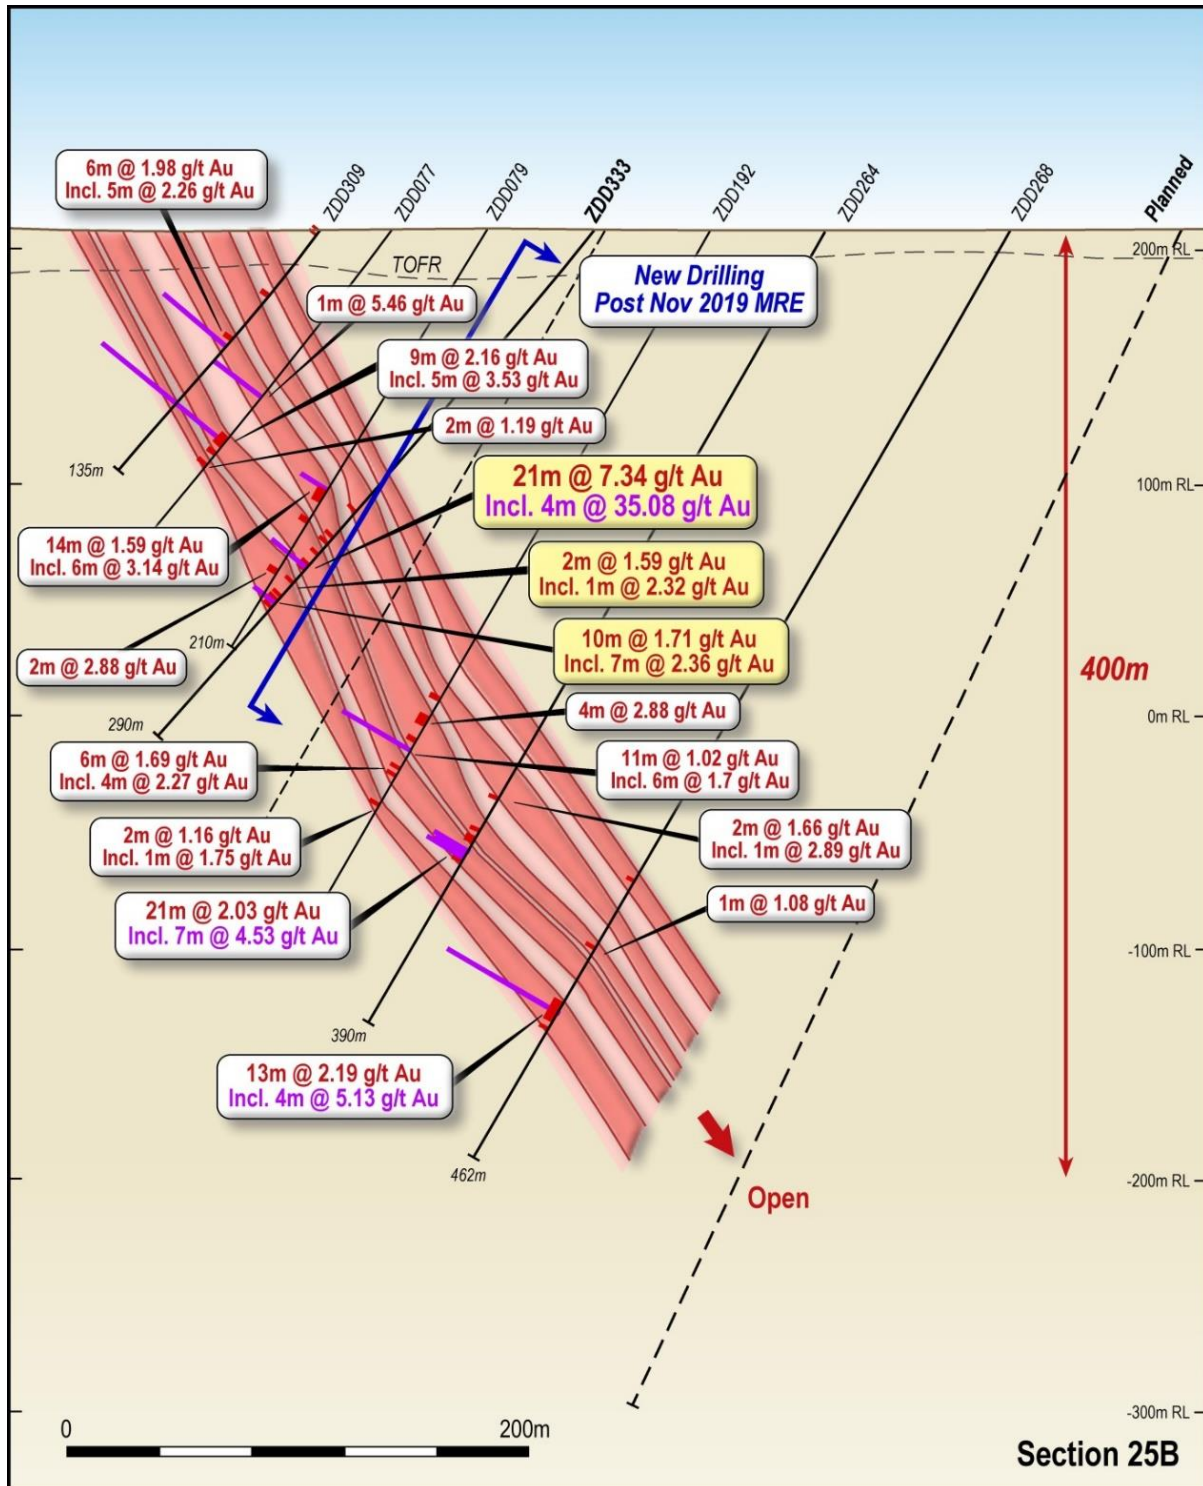 6m @ 1.98 g/t Au
Incl. 5m @ 2.26 g/t Au
ZDD309
ZDD077
ZDD079
ZDD333
ZDD192
ZDD264
ZDD268
Planned
200m RL
TOFR
New Drilling
Post Nov 2019 MRE
1m @ 5.46 g/t Au
9m @ 2.16 g/t Au
Incl. 5m @ 3.53 g/t Au
2m @ 1.19 g/t Au
135m
21m @ 7.34 g/t Au
Incl. 4m @ 35.08 g/t Au
100m RL
14m @ 1.59 g/t Au
Incl. 6m @ 3.14 g/t Au
2m @ 1.59 g/t Au
Incl. 1m @ 2.32 g/t Au
210m
10m @ 1.71 g/t Au
Incl. 7m @ 2.36 g/t Au
2m @ 2.88 g/t Au
400m
290m
4m @ 2.88 g/t Au
0m RL
6m @ 1.69 g/t Au
Incl. 4m @ 2.27 g/t Au
11m @ 1.02 g/t Au
Incl. 6m @ 1.7 g/t Au
2m @ 1.16 g/t Au
Incl. 1m @ 1.75 g/t Au
2m @ 1.66 g/t Au
Incl. 1m @ 2.89 g/t Au
21m @ 2.03 g/t Au
Incl. 7m @ 4.53 g/t Au
1m @ 1.08 g/t Au
-100m RL
390m
13m @ 2.19 g/t Au
Incl. 4m @ 5.13 g/t Au
462m
-200m RL
Open
-300m RL
0
200m
Section 25B